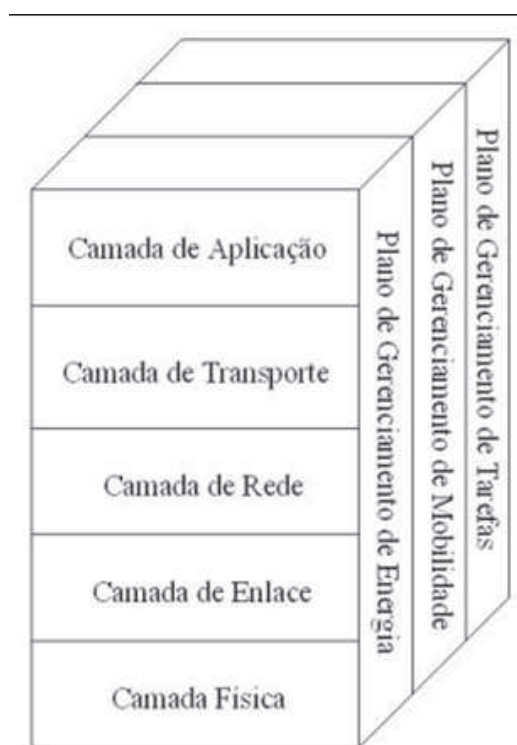 Camada de Aplicação
Camada de Transporte
Camada de Rede
Camada de Enlace
Camada Física
Plano de Gerenciamento de Energia
Plano de Gerenciamento de Mobilidade
Plano de Gerenciamento de Tarefas